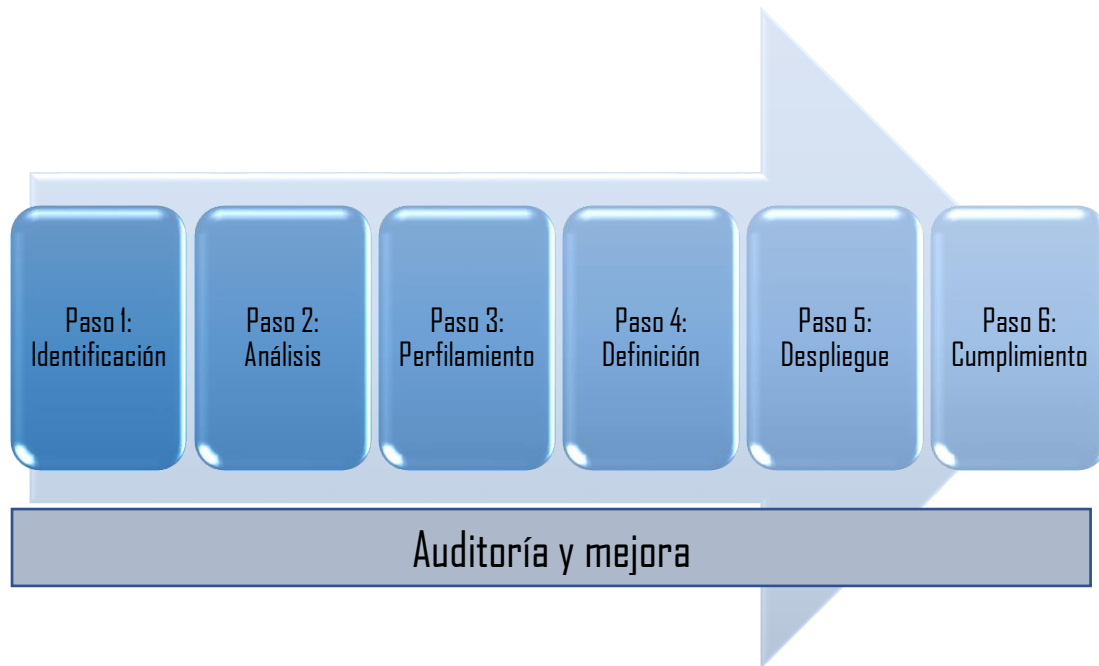 Paso 1:
Identificación
Paso 2:
Análisis
Paso 3:
Perfilamiento
Paso 4:
Definición
Paso 5:
Despliegue
Paso 6:
Cumplimiento
Auditoría y mejora